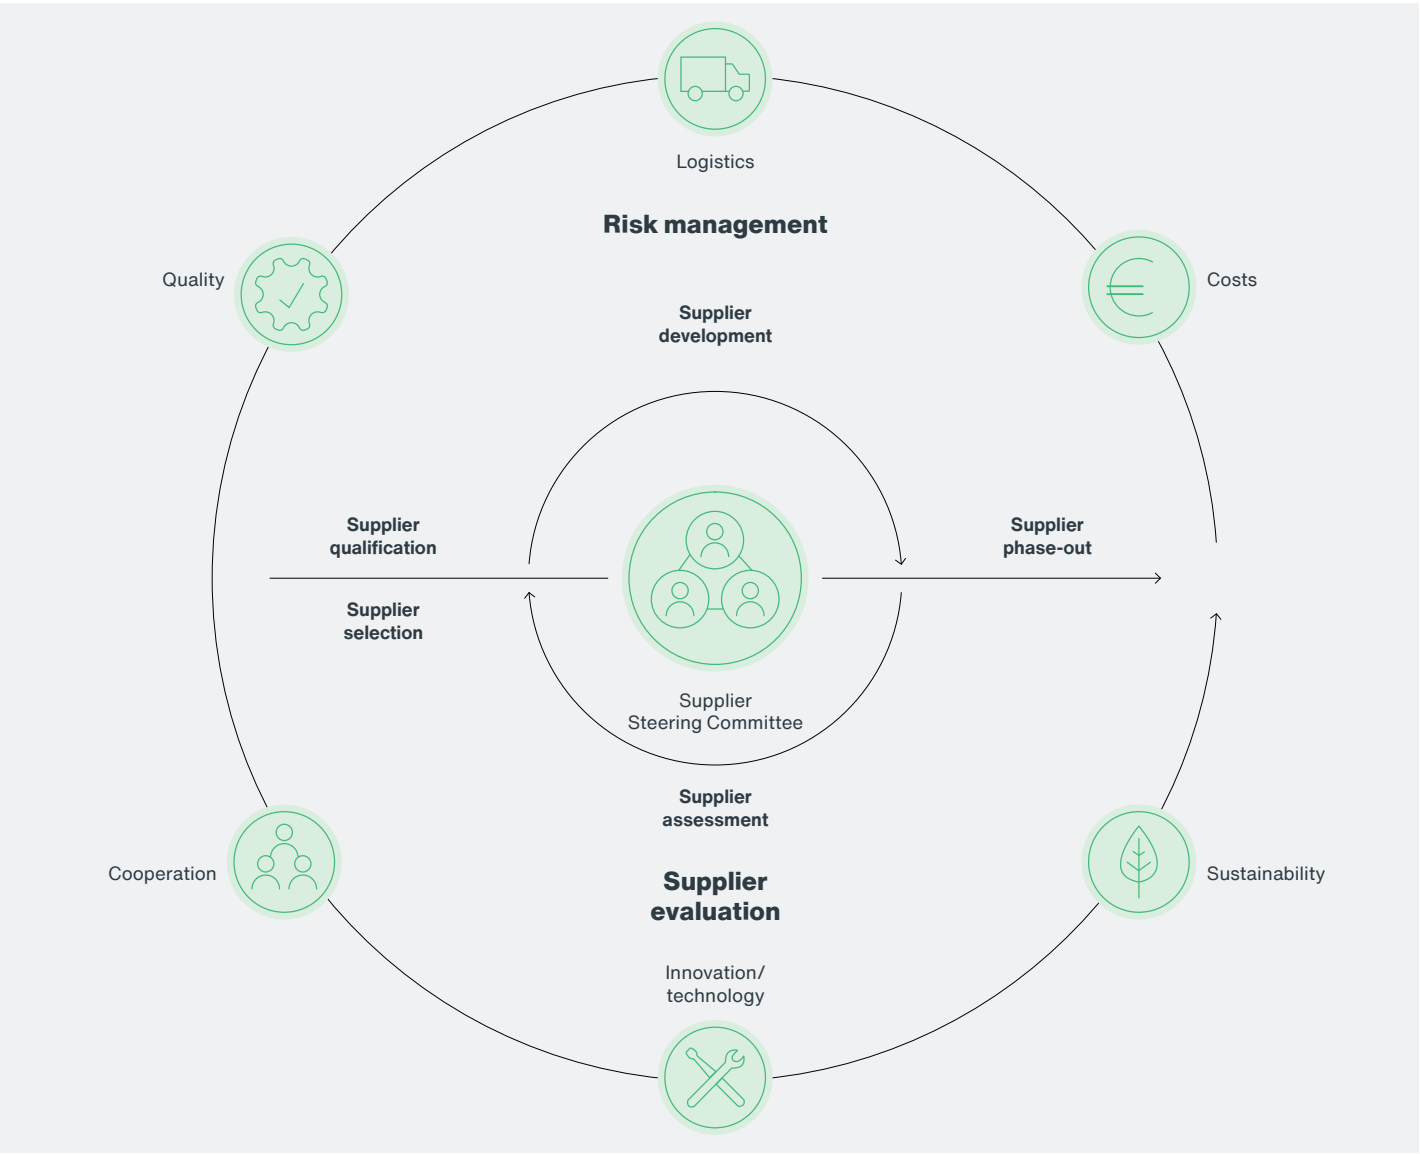 Logistics
Risk management
Quality
Costs
Supplier
development
Supplier
qualification
Supplier
phase-out
Supplier
selection
Supplier
Steering Committee
Supplier
assessment
Cooperation
Sustainability
Supplier
evaluation
Innovation/
technology